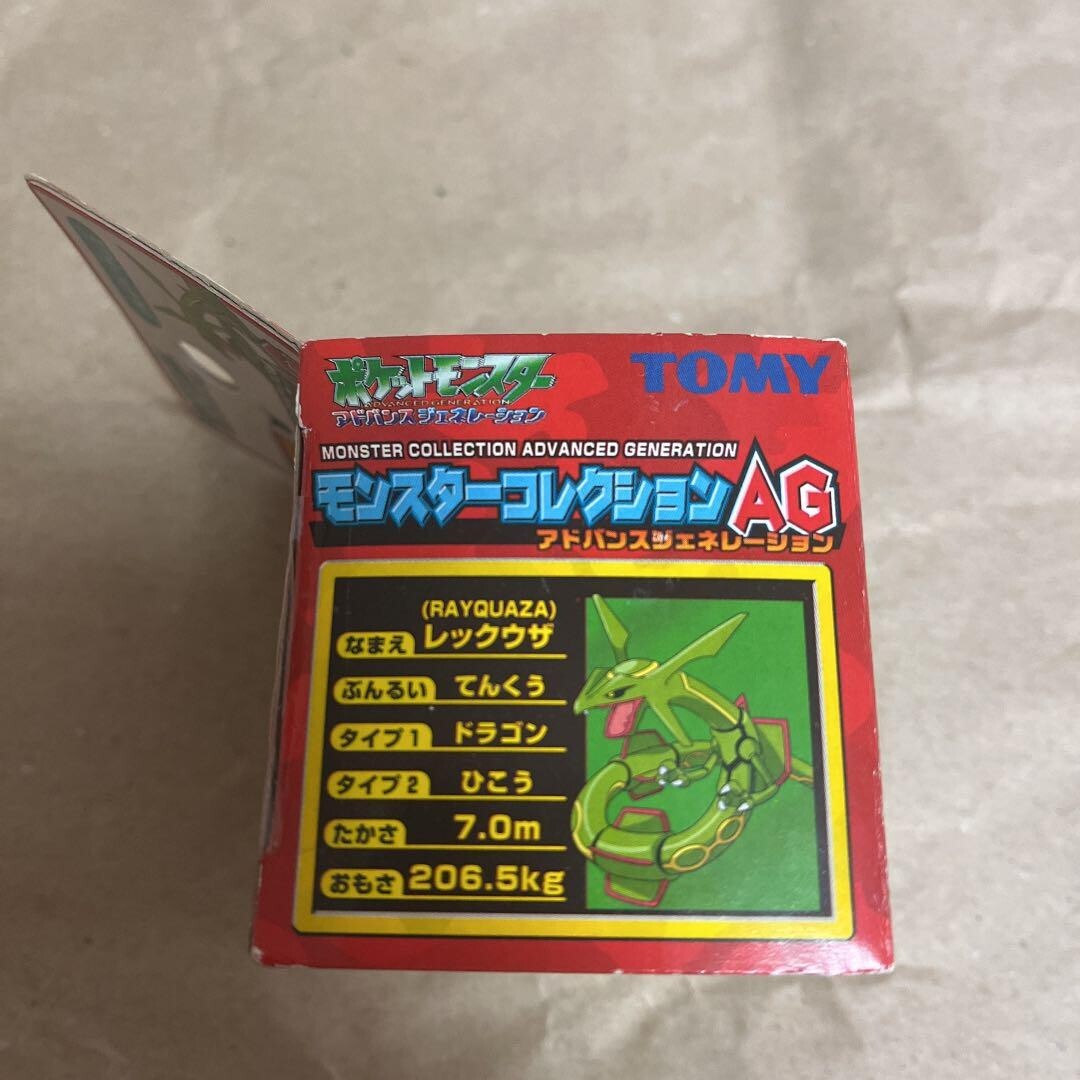 ポケットモンスター
TOMY
ADVANCED GENERATION
アドバンスジェネレーション
MONSTER COLLECTION ADVANCED GENERATION
モンスターコレクションAG
アドバンスジェネレーション
(RAYQUAZA)
なまえ レックウザ
ぶんるい てんくう
タイプ1 ドラゴン
タイプ2 ひこう
たかさ 7.0m
おもさ 206.5kg